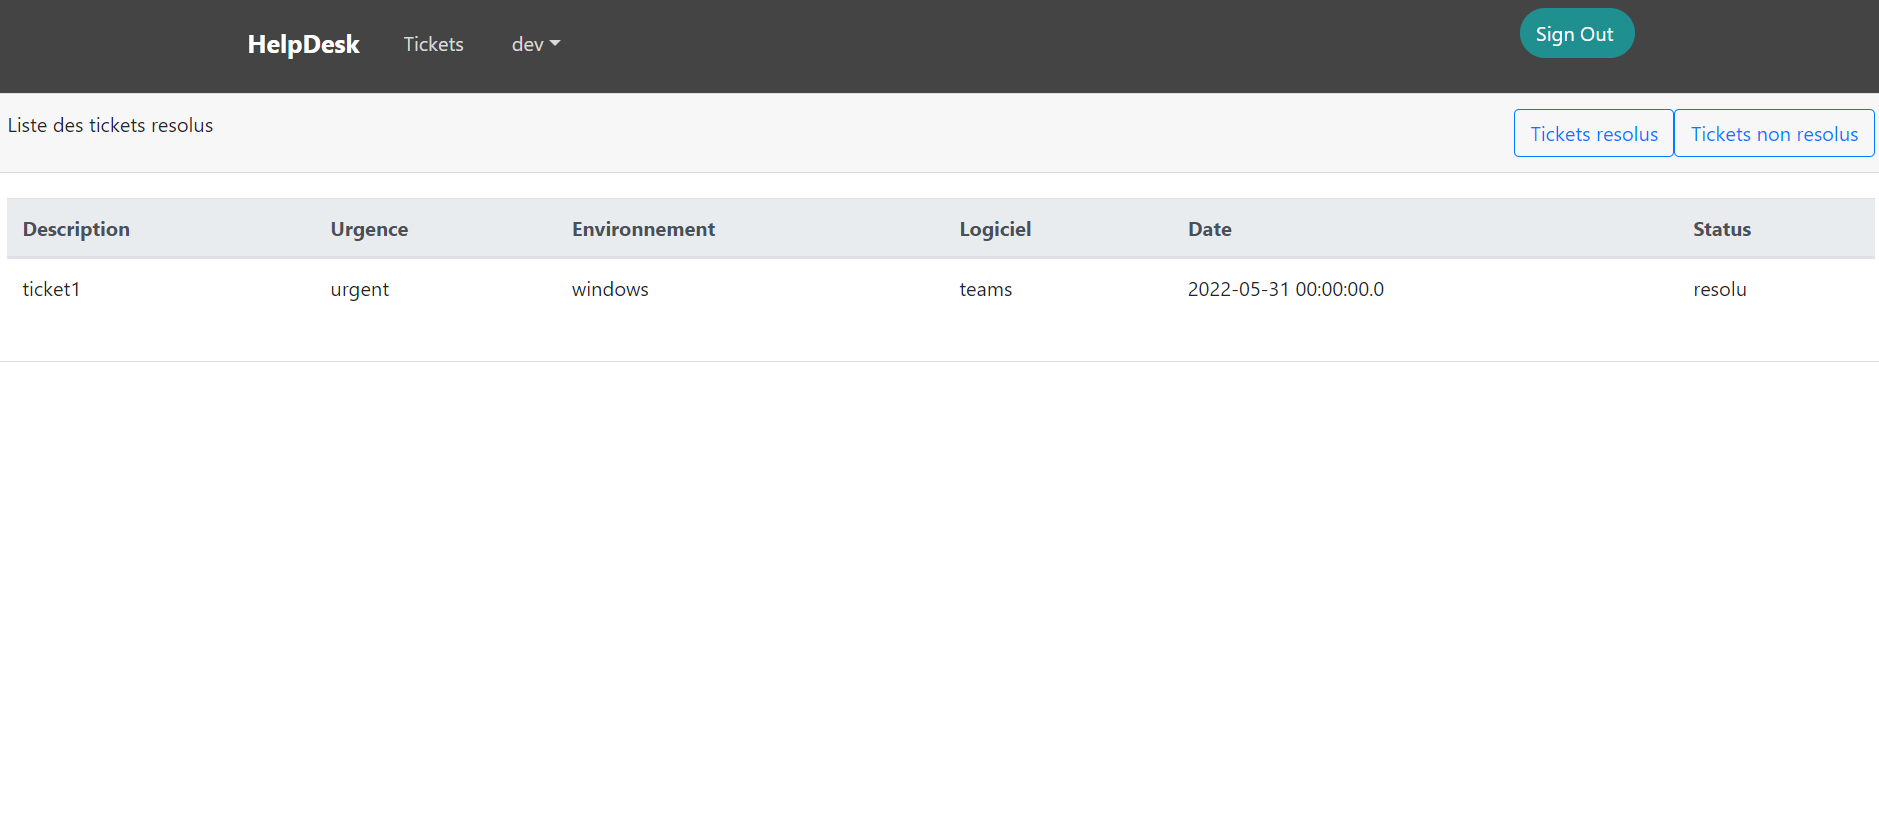 HelpDesk Tickets dev Sign Out
Liste des tickets resolus Tickets resolus Tickets non resolus
Description Urgence Environnement Logiciel Date Status
ticket1 urgent windows teams 2022-05-31 00:00:00.0 resolu